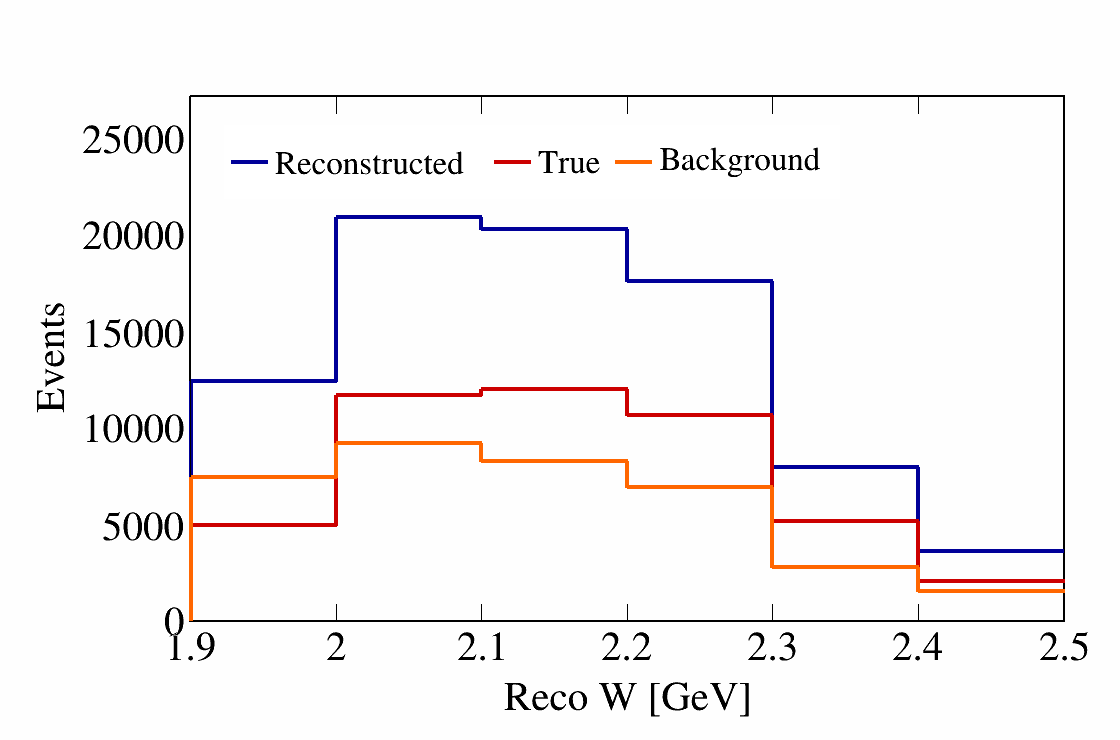 25000
Reconstructed True Background
20000
15000
Events
10000
5000
0
1.9 2 2.1 2.2 2.3 2.4 2.5
Reco W [GeV]